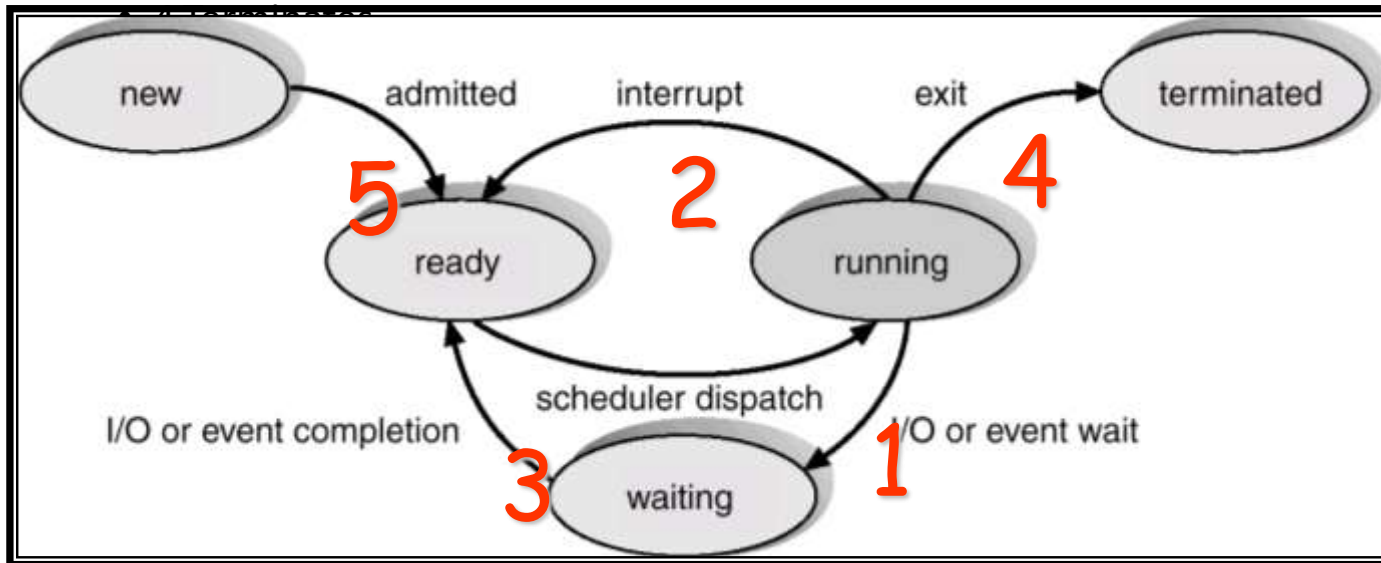 new
admitted
interrupt
exit
terminated
5
2
4
ready
running
scheduler dispatch
I/O or event completion
I/O or event wait
3
waiting
1